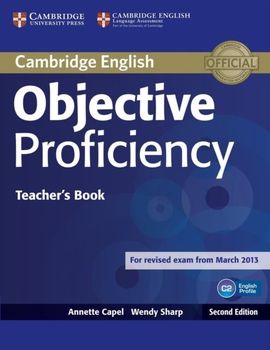 CAMBRIDGE
UNIVERSITY PRESS
CAMBRIDGE ENGLISH
Language Assessment
Part of the University of Cambridge
Cambridge English
OFFICIAL
Objective
Proficiency
Teacher's Book
For revised exam from March 2013
C2
English
Profile
Annette Capel Wendy Sharp
Second Edition